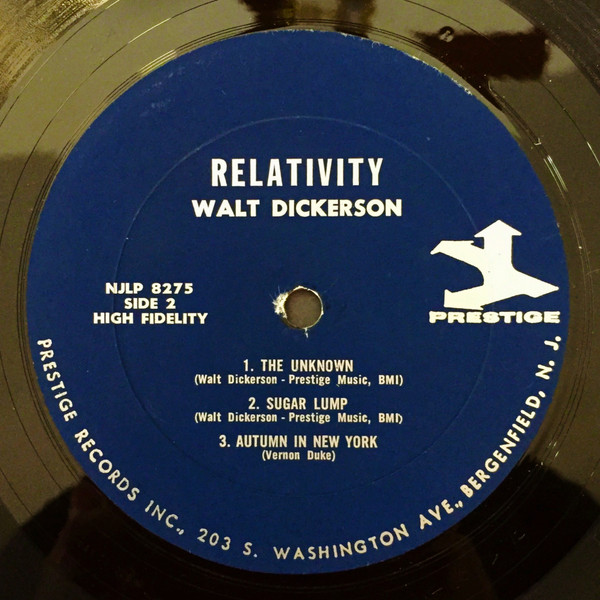 RELATIVITY
WALT DICKERSON
NJLP 8275
SIDE 2
HIGH FIDELITY
PRESTIGE
1. THE UNKNOWN
(Walt Dickerson - Prestige Music, BMI)
2. SUGAR LUMP
(Walt Dickerson - Prestige Music, BMI)
3. AUTUMN IN NEW YORK
(Vernon Duke)
PRESTIGE RECORDS INC., 203 S. WASHINGTON AVE., BERGENFIELD, N. J.